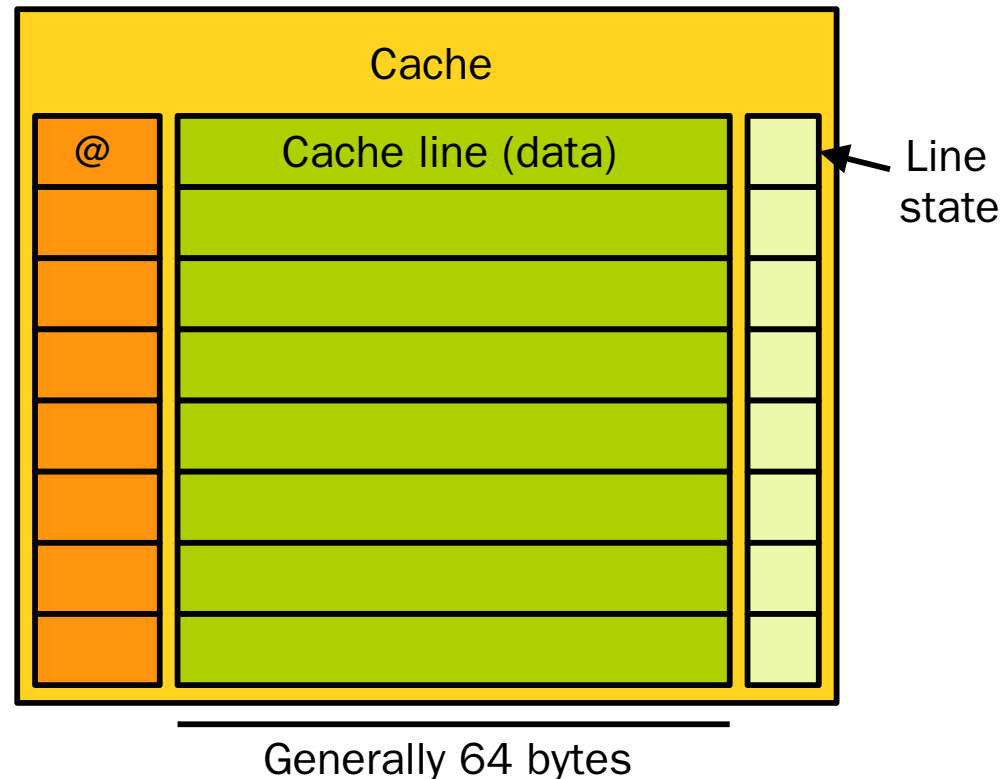 Cache
@
Cache line (data)
Line
state
Generally 64 bytes